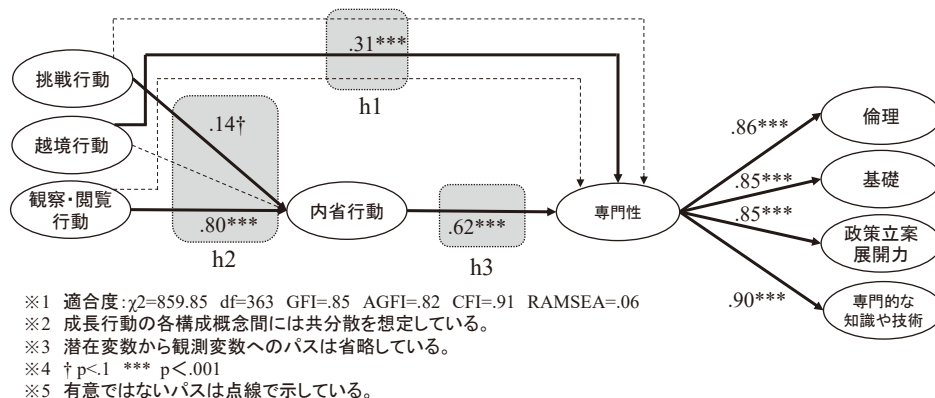 .31***
h1
挑戦行動
.14†
越境行動
観察・閲覧
行動
.80***
h2
内省行動
.62***
h3
専門性
.86***
倫理
.85***
基礎
.85***
政策立案
展開力
.90***
専門的な
知識や技術
※1 適合度:χ2=859.85 df=363 GFI=.85 AGFI=.82 CFI=.91 RAMSEA=.06
※2 成長行動の各構成概念間には共分散を想定している。
※3 潜在変数から観測変数へのパスは省略している。
※4 † p<.1 *** p＜.001
※5 有意ではないパスは点線で示している。